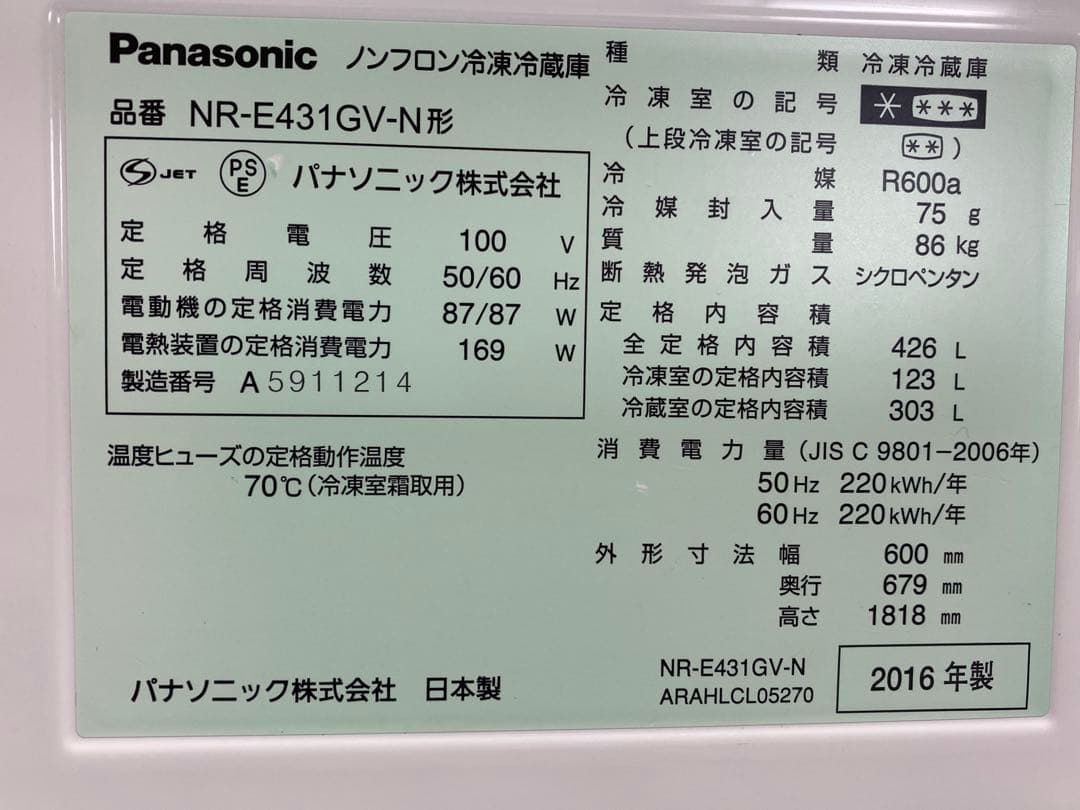 Panasonic ノンフロン冷凍冷蔵庫
品番 NR-E431GV-N形
S JET PS E パナソニック株式会社
定格電圧 100 V
定格周波数 50/60 Hz
電動機の定格消費電力 87/87 W
電熱装置の定格消費電力 169 W
製造番号 A 5911214
温度ヒューズの定格動作温度
70℃(冷凍室霜取用)
種類 冷凍冷蔵庫
冷凍室の記号 * ***
(上段冷凍室の記号 **)
冷媒 R600a
冷媒封入量 75 g
質量 86 kg
断熱発泡ガス シクロペンタン
定格内容積
全定格内容積 426 L
冷凍室の定格内容積 123 L
冷蔵室の定格内容積 303 L
消費電力量(JIS C 9801-2006年)
50Hz 220kWh/年
60Hz 220kWh/年
外形寸法幅 600 mm
奥行 679 mm
高さ 1818 mm
パナソニック株式会社 日本製
NR-E431GV-N
ARAHLCL05270
2016 年製